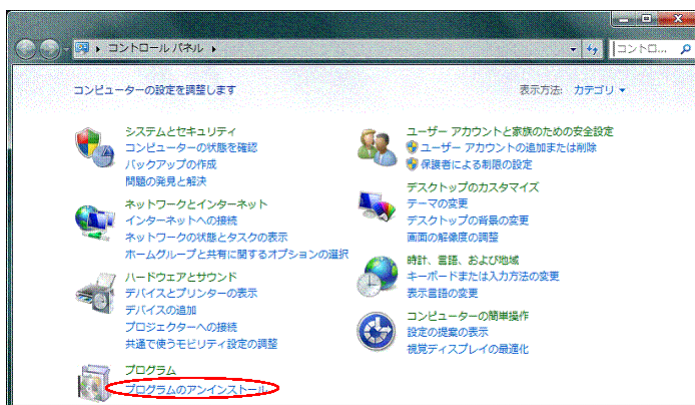 コントロール パネル
コントロ...
コンピューターの設定を調整します
表示方法: カテゴリ
システムとセキュリティ
コンピューターの状態を確認
バックアップの作成
問題の発見と解決
ネットワークとインターネット
インターネットへの接続
ネットワークの状態とタスクの表示
ホームグループと共有に関するオプションの選択
ハードウェアとサウンド
デバイスとプリンターの表示
デバイスの追加
プロジェクターへの接続
共通で使うモビリティ設定の調整
プログラム
プログラムのアンインストール
ユーザー アカウントと家族のための安全設定
ユーザー アカウントの追加または削除
保護者による制限の設定
デスクトップのカスタマイズ
テーマの変更
デスクトップの背景の変更
画面の解像度の調整
時計、言語、および地域
キーボードまたは入力方法の変更
表示言語の変更
コンピューターの簡単操作
設定の提案の表示
視覚ディスプレイの最適化